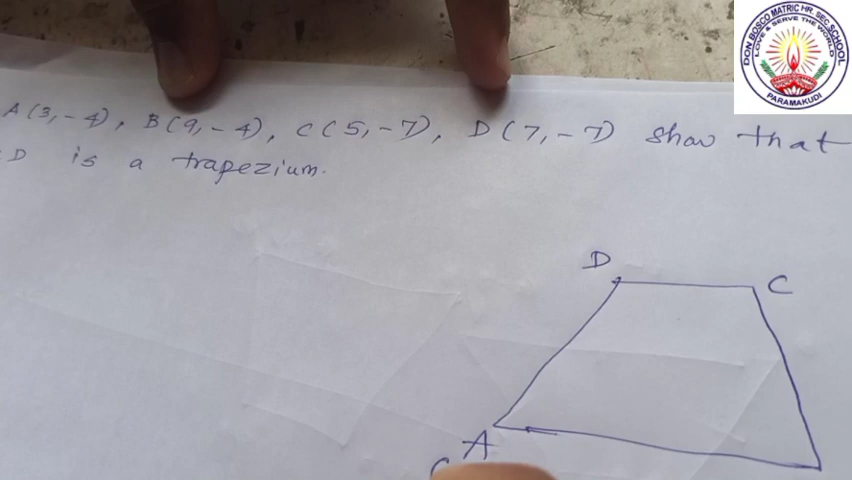 A(3,-4), B(9,-4), C(5,-7), D(7,-7) show that
D is a trapezium.
D
C
A
DON BOSCO MATRIC HR. SEC. SCHOOL
LOVE & SERVE THE WORLD
PARAMAKUDI